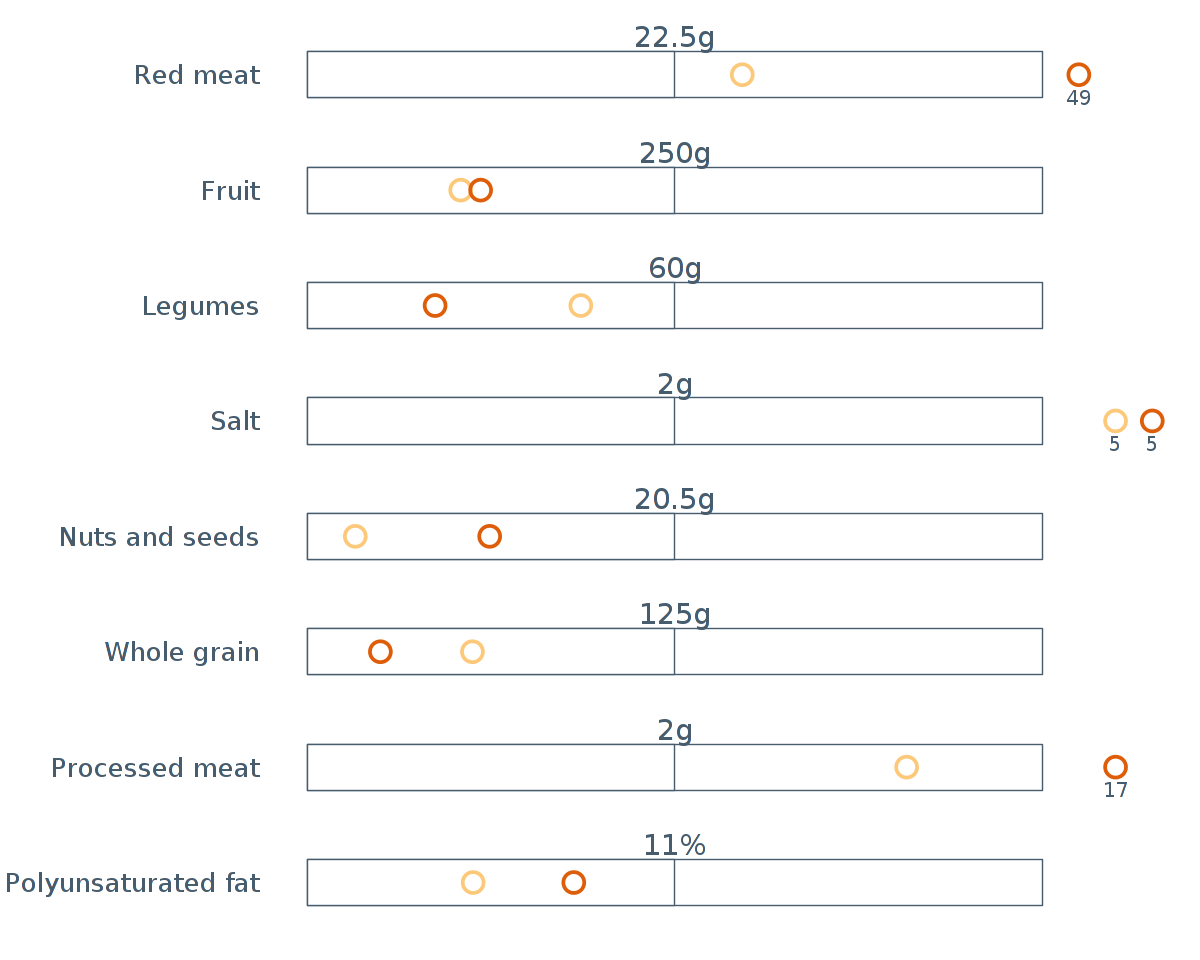 22.5g
Red meat
49
250g
Fruit
60g
Legumes
2g
Salt
5 5
20.5g
Nuts and seeds
125g
Whole grain
2g
Processed meat
17
11%
Polyunsaturated fat